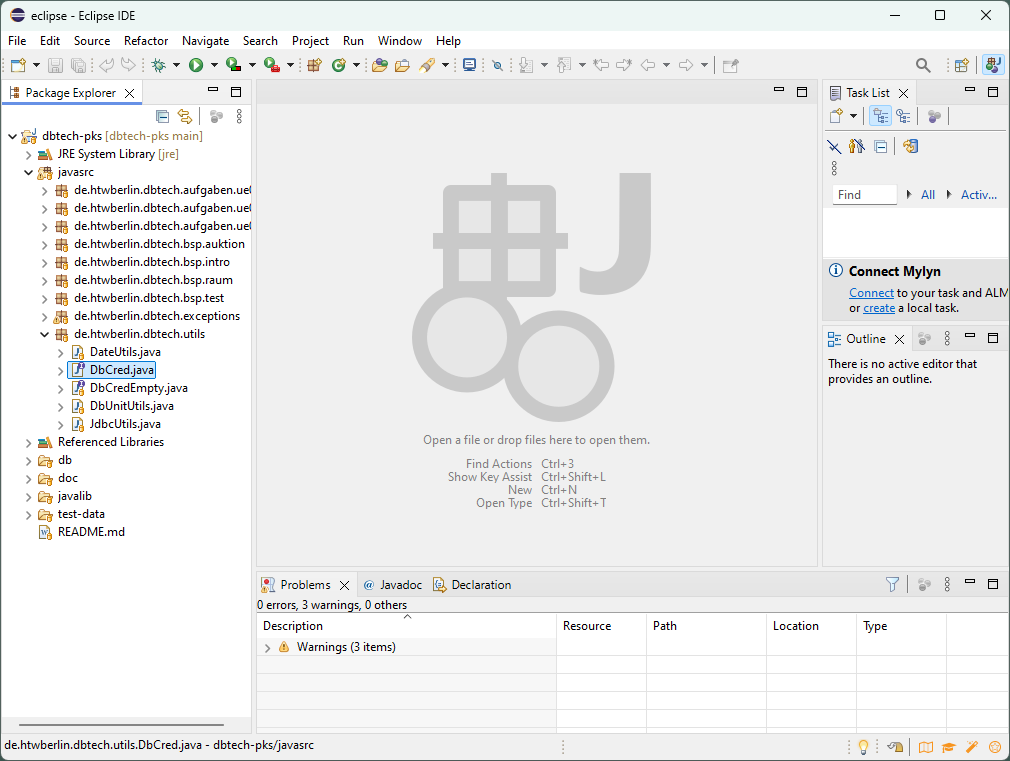 eclipse - Eclipse IDE
File Edit Source Refactor Navigate Search Project Run Window Help
Package Explorer
dbtech-pks [dbtech-pks main]
JRE System Library [jre]
javasrc
de.htwberlin.dbtech.aufgaben.ue0
de.htwberlin.dbtech.aufgaben.ue0
de.htwberlin.dbtech.aufgaben.ue0
de.htwberlin.dbtech.bsp.auktion
de.htwberlin.dbtech.bsp.intro
de.htwberlin.dbtech.bsp.raum
de.htwberlin.dbtech.bsp.test
de.htwberlin.dbtech.exceptions
de.htwberlin.dbtech.utils
DateUtils.java
DbCred.java
DbCredEmpty.java
DbUnitUtils.java
JdbcUtils.java
Referenced Libraries
db
doc
javalib
test-data
README.md
Open a file or drop files here to open them.
Find Actions Ctrl+3
Show Key Assist Ctrl+Shift+L
New Ctrl+N
Open Type Ctrl+Shift+T
Task List
Find All Activ...
Connect Mylyn
Connect to your task and ALM
or create a local task.
Outline
There is no active editor that
provides an outline.
Problems @ Javadoc Declaration
0 errors, 3 warnings, 0 others
Description Resource Path Location Type
Warnings (3 items)
de.htwberlin.dbtech.utils.DbCred.java - dbtech-pks/javasrc